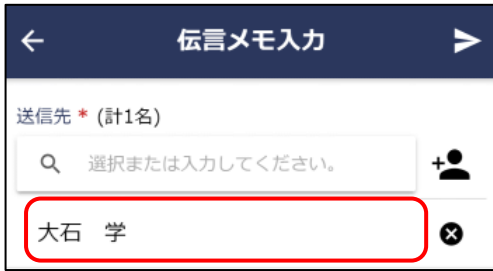 伝言メモ入力
送信先 * (計1名)
選択または入力してください。
大石　学